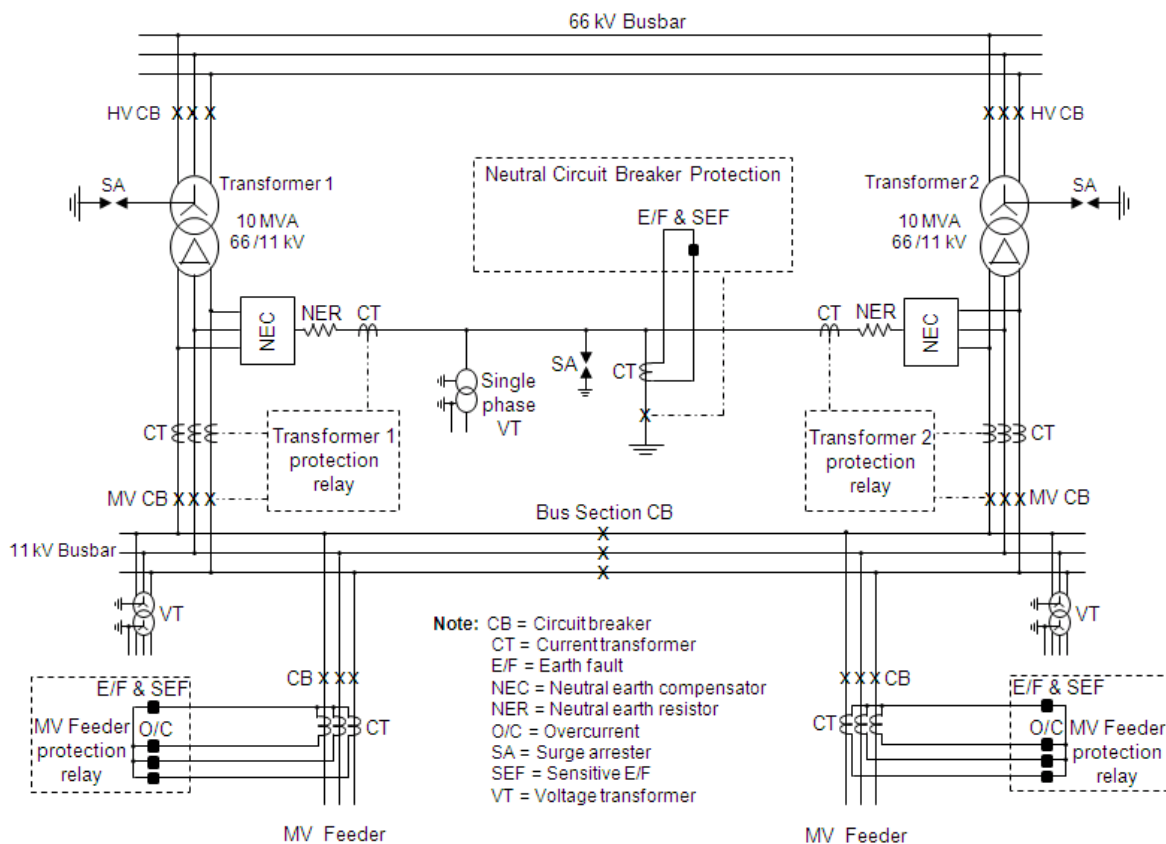 66 kV Busbar
HV CB
HV CB
SA
Transformer 1
10 MVA
66 /11 kV
Neutral Circuit Breaker Protection
E/F & SEF
Transformer 2
10 MVA
66 /11 kV
SA
NEC
NER
CT
SA
CT
Single
phase
VT
CT
NER
NEC
CT
Transformer 1
protection
relay
Transformer 2
protection
relay
CT
MV CB
MV CB
Bus Section CB
11 kV Busbar
VT
VT
Note: CB = Circuit breaker
CT = Current transformer
E/F = Earth fault
NEC = Neutral earth compensator
NER = Neutral earth resistor
O/C = Overcurrent
SA = Surge arrester
SEF = Sensitive E/F
VT = Voltage transformer
CB
E/F & SEF
O/C
MV Feeder
protection
relay
CT
MV Feeder
CB
E/F & SEF
O/C
MV Feeder
protection
relay
CT
MV Feeder